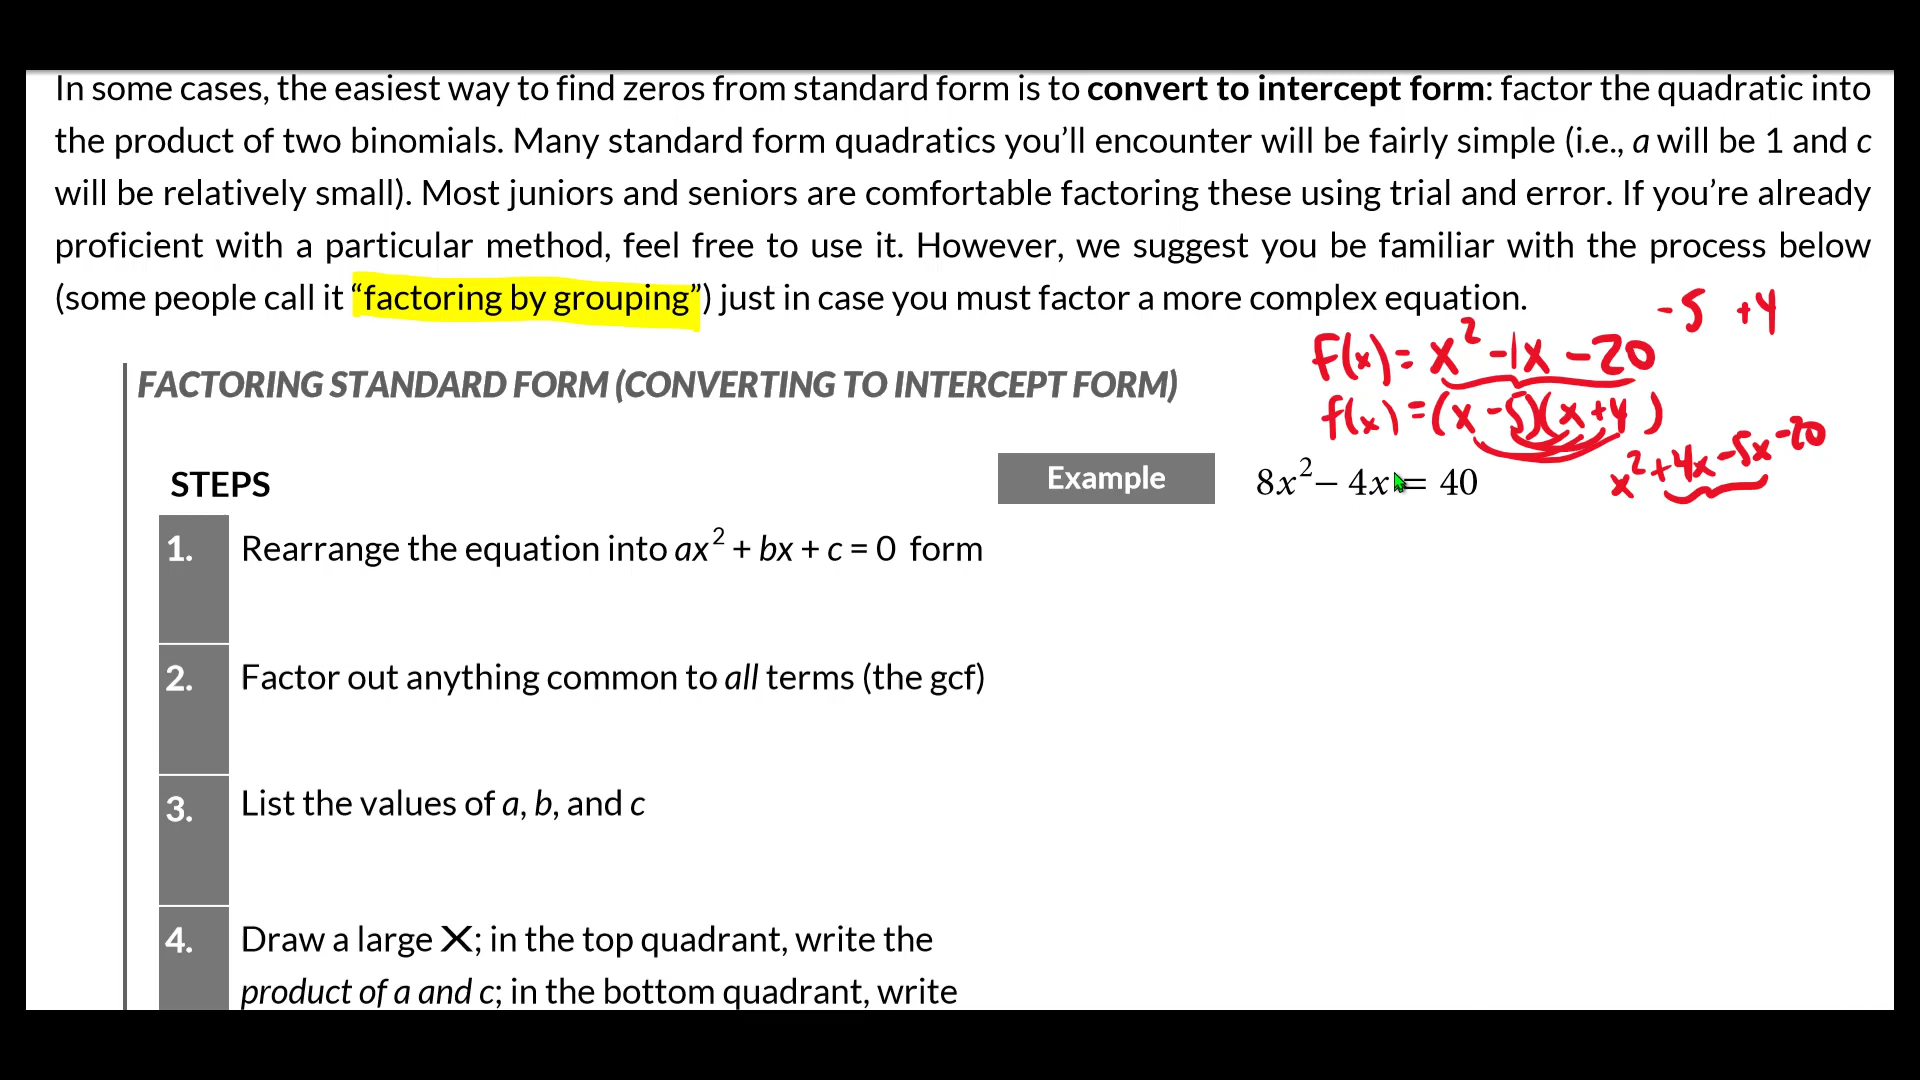 In some cases, the easiest way to find zeros from standard form is to convert to intercept form: factor the quadratic into
the product of two binomials. Many standard form quadratics you’ll encounter will be fairly simple (i.e., a will be 1 and c
will be relatively small). Most juniors and seniors are comfortable factoring these using trial and error. If you’re already
proficient with a particular method, feel free to use it. However, we suggest you be familiar with the process below
(some people call it “factoring by grouping”) just in case you must factor a more complex equation.
-5 +4
f(x) = x² -1x -20
FACTORING STANDARD FORM (CONVERTING TO INTERCEPT FORM)
f(x) = (x -5)(x+4)
x² +4x -5x -20
STEPS
Example
8x² – 4x = 40
1. Rearrange the equation into ax² + bx + c = 0 form
2. Factor out anything common to all terms (the gcf)
3. List the values of a, b, and c
4. Draw a large X; in the top quadrant, write the
product of a and c; in the bottom quadrant, write